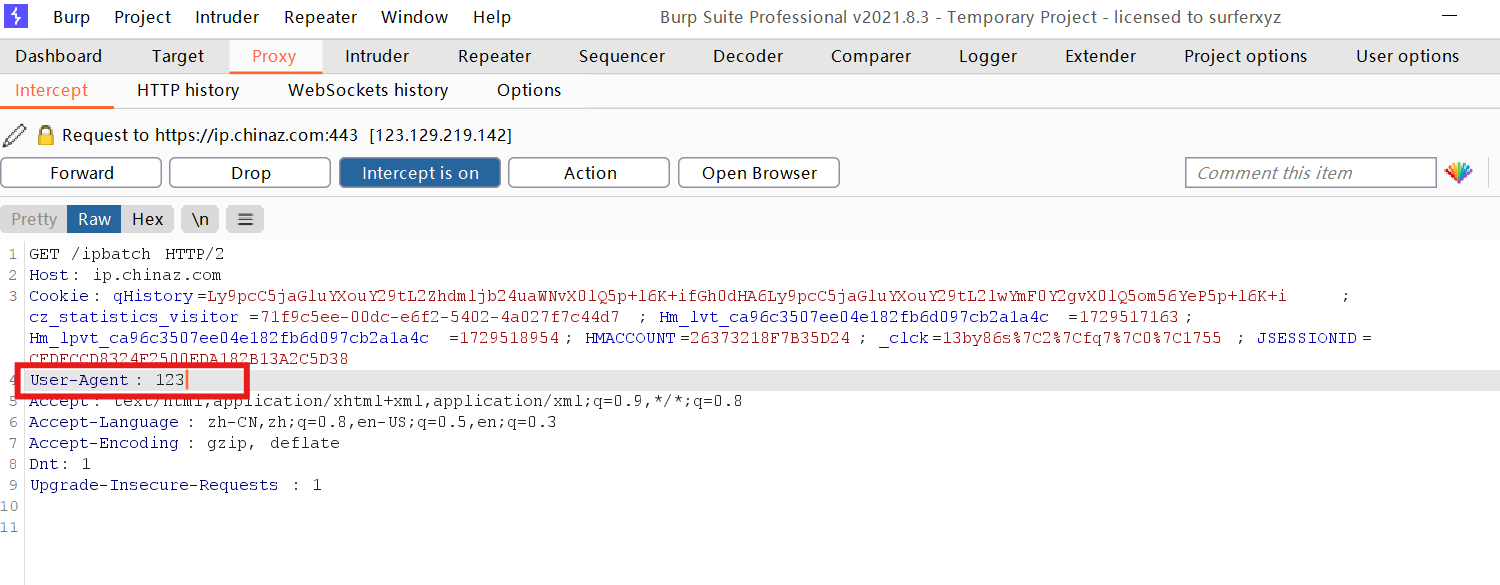 Burp Project Intruder Repeater Window Help Burp Suite Professional v2021.8.3 - Temporary Project - licensed to surferxyz
Dashboard Target Proxy Intruder Repeater Sequencer Decoder Comparer Logger Extender Project options User options
Intercept HTTP history WebSockets history Options
Request to https://ip.chinaz.com:443 [123.129.219.142]
Forward Drop Intercept is on Action Open Browser Comment this item
Pretty Raw Hex \n
1 GET /ipbatch HTTP/2
2 Host: ip.chinaz.com
3 Cookie: qHistory=Ly9pcC5jaGluYXouY29tL2Zhdmljb24uaWNvX0lQ5p+l6K+ifGh0dHA6Ly9pcC5jaGluYXouY29tL2lwYmF0Y2gvX0lQ5om56YeP5p+l6K+i ;
cz_statistics_visitor =71f9c5ee-00dc-e6f2-5402-4a027f7c44d7 ; Hm_lvt_ca96c3507ee04e182fb6d097cb2a1a4c =1729517163;
Hm_lpvt_ca96c3507ee04e182fb6d097cb2a1a4c =1729518954; HMACCOUNT=26373218F7B35D24; _clck=13by86s%7C2%7Cfq7%7C0%7C1755 ; JSESSIONID=
CFDFCCD8324F2500EDA182B13A2C5D38
4 User-Agent: 123
5 Accept: text/html,application/xhtml+xml,application/xml;q=0.9,*/*;q=0.8
6 Accept-Language: zh-CN,zh;q=0.8,en-US;q=0.5,en;q=0.3
7 Accept-Encoding: gzip, deflate
8 Dnt: 1
9 Upgrade-Insecure-Requests : 1
10
11